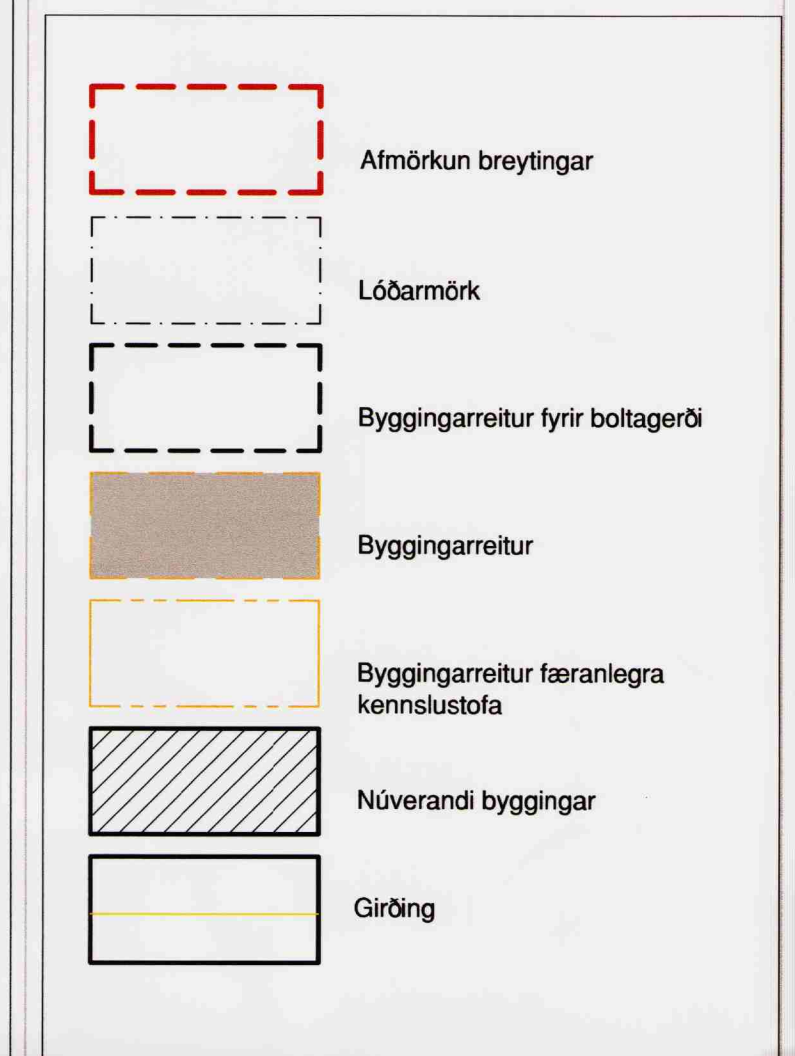 Afmörkun breytingar
Lóðarmörk
Byggingarreitur fyrir boltagerði
Byggingarreitur
Byggingarreitur færanlegra
kennslustofa
Núverandi byggingar
Girðing